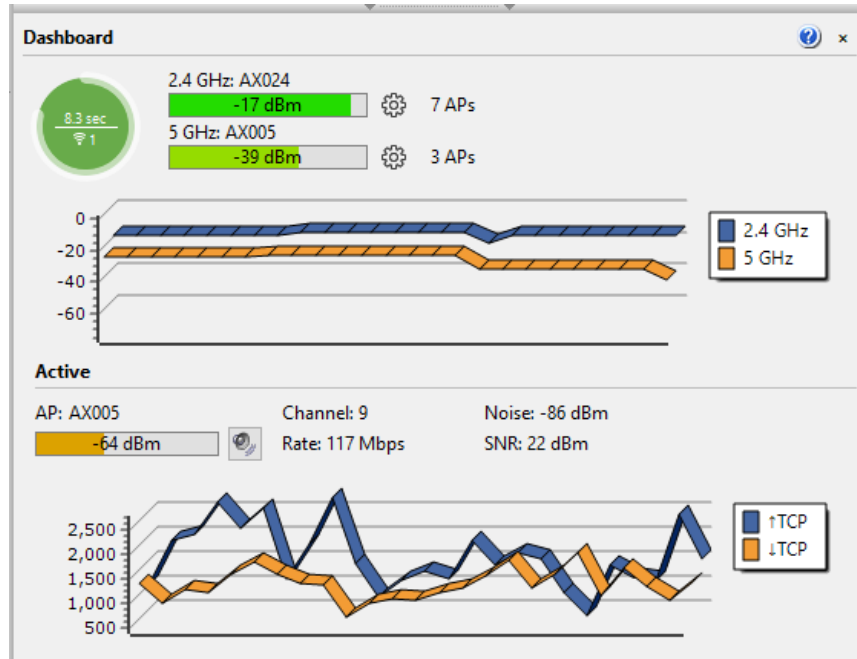 Dashboard
?
×
8.3 sec
1
2.4 GHz: AX024
-17 dBm
7 APs
5 GHz: AX005
-39 dBm
3 APs
0
-20
-40
-60
2.4 GHz
5 GHz
Active
AP: AX005
Channel: 9
Noise: -86 dBm
-64 dBm
Rate: 117 Mbps
SNR: 22 dBm
2,500
2,000
1,500
1,000
500
↑TCP
↓TCP